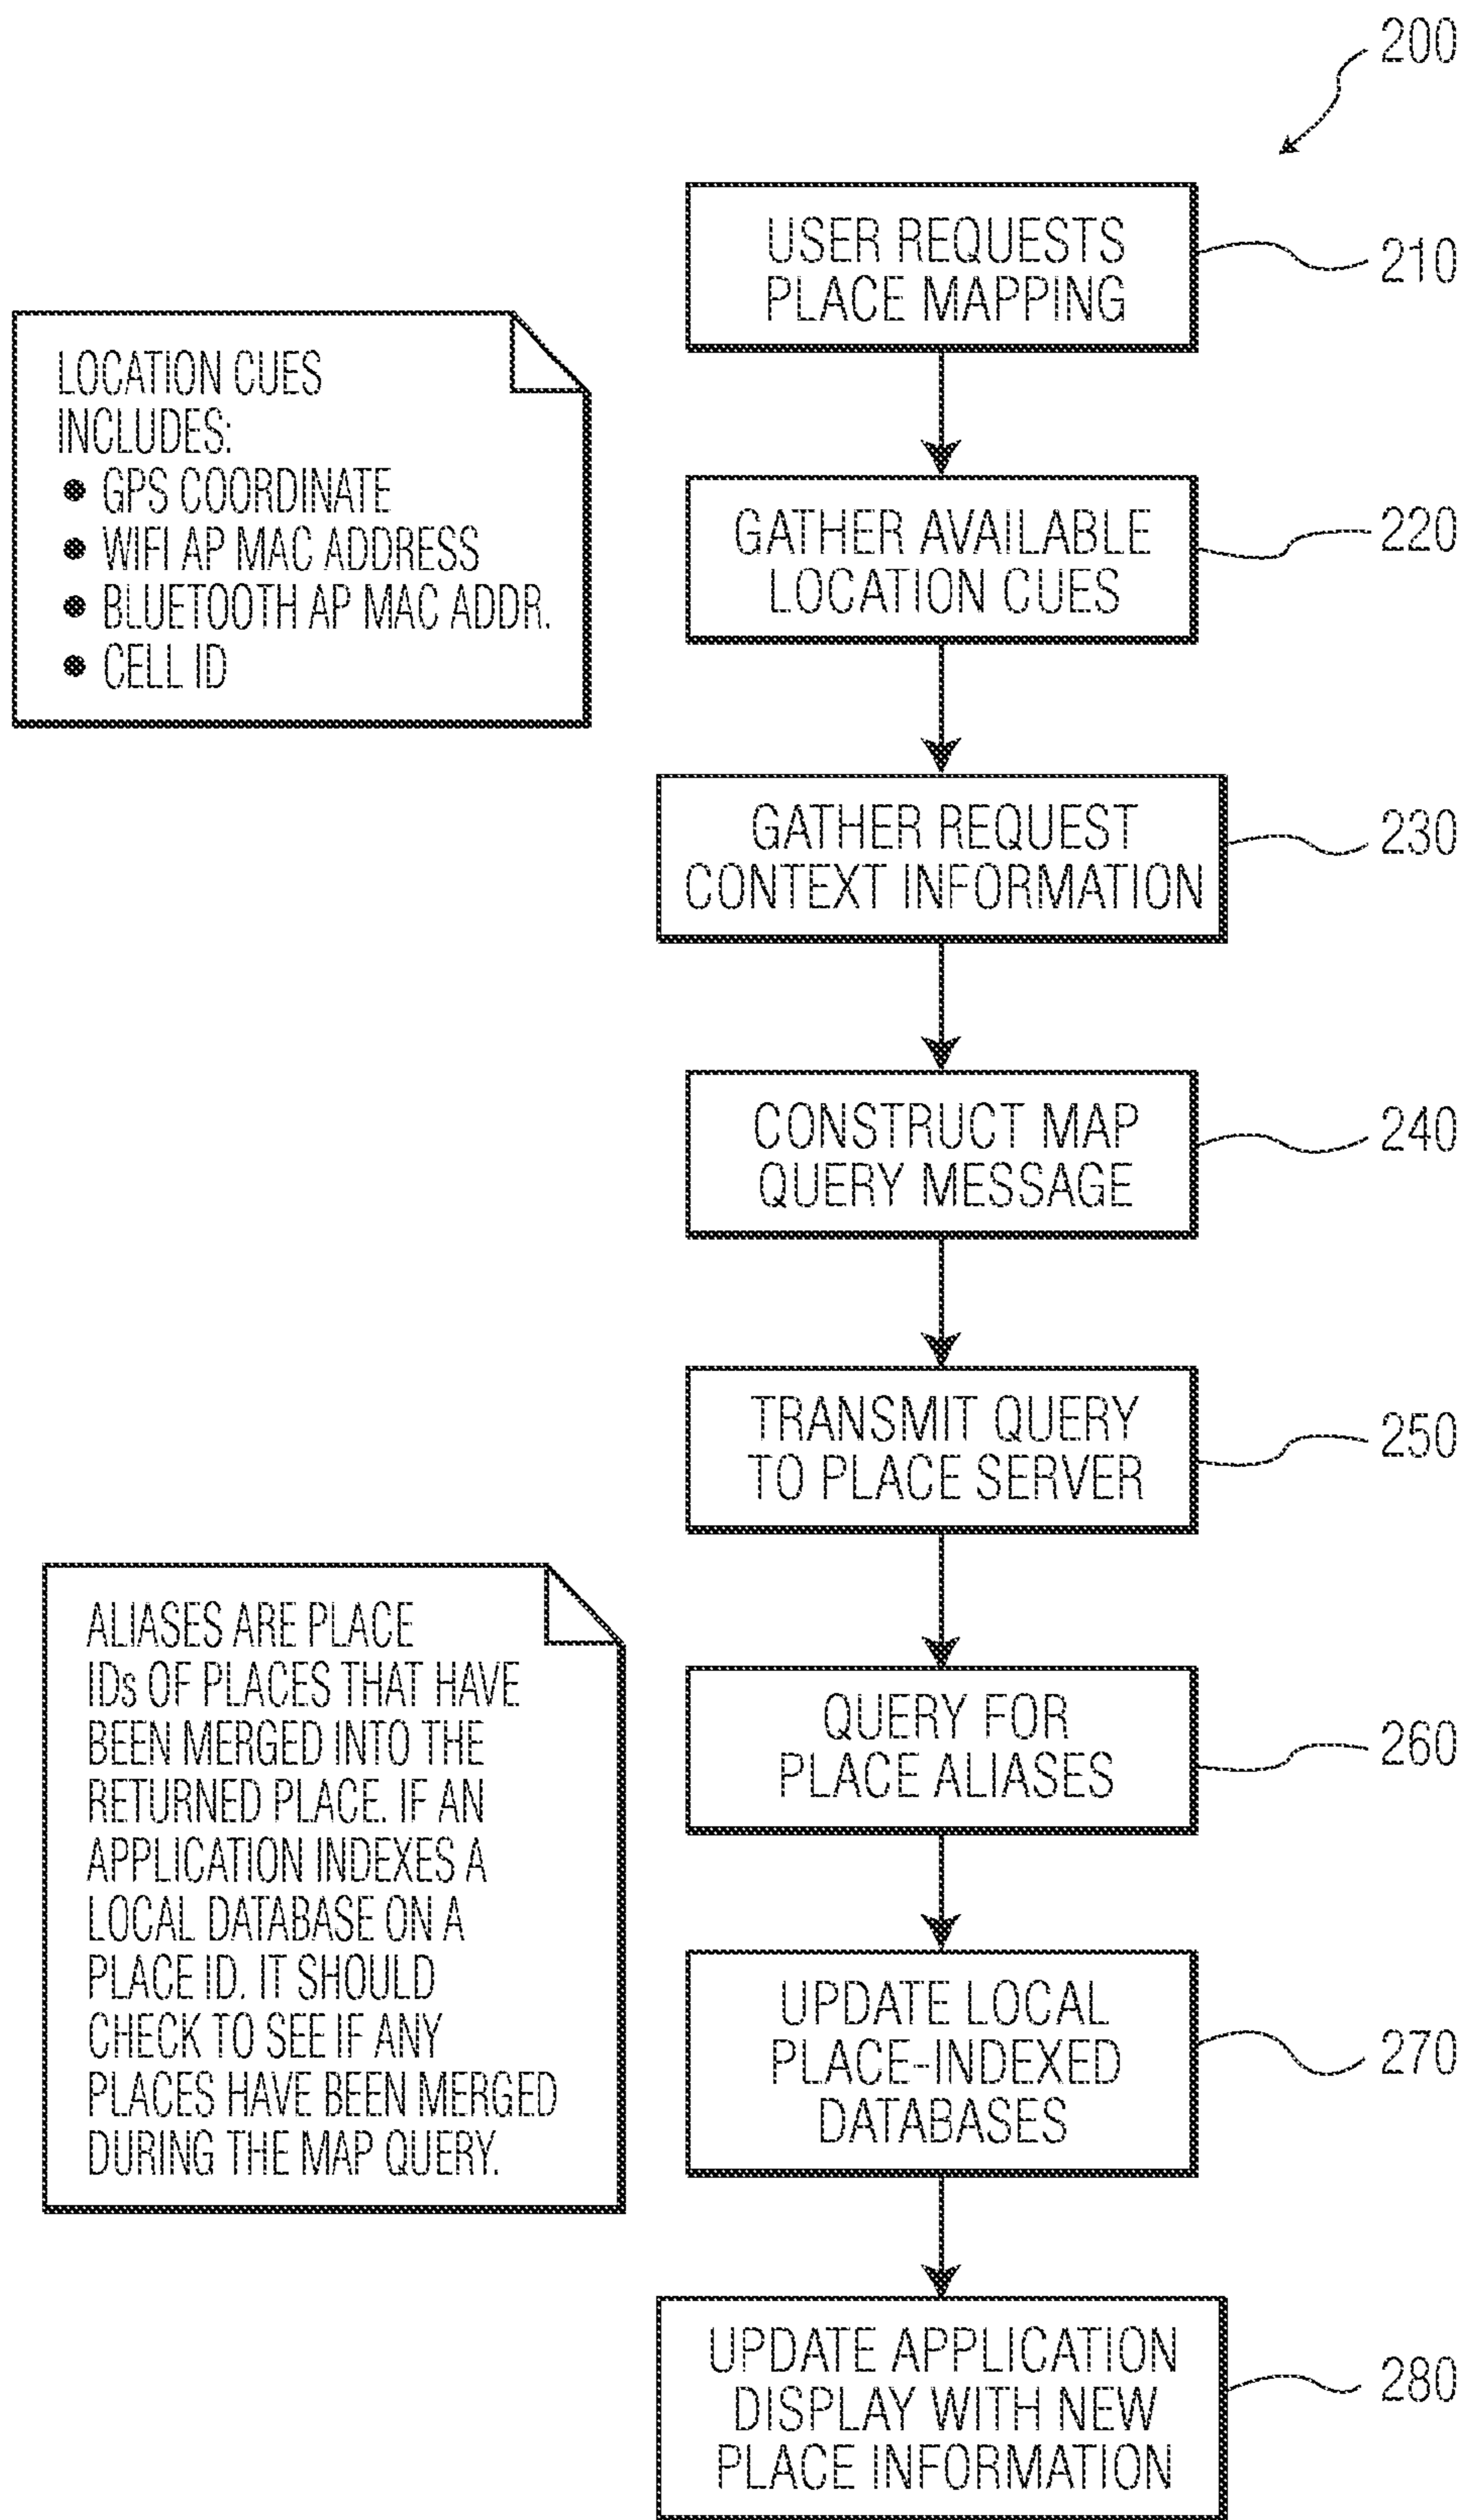 200
USER REQUESTS
PLACE MAPPING
210
LOCATION CUES
INCLUDES:
• GPS COORDINATE
• WIFI AP MAC ADDRESS
• BLUETOOTH AP MAC ADDR.
• CELL ID
GATHER AVAILABLE
LOCATION CUES
220
GATHER REQUEST
CONTEXT INFORMATION
230
CONSTRUCT MAP
QUERY MESSAGE
240
TRANSMIT QUERY
TO PLACE SERVER
250
ALIASES ARE PLACE
IDs OF PLACES THAT HAVE
BEEN MERGED INTO THE
RETURNED PLACE. IF AN
APPLICATION INDEXES A
LOCAL DATABASE ON A
PLACE ID. IT SHOULD
CHECK TO SEE IF ANY
PLACES HAVE BEEN MERGED
DURING THE MAP QUERY.
QUERY FOR
PLACE ALIASES
260
UPDATE LOCAL
PLACE-INDEXED
DATABASES
270
UPDATE APPLICATION
DISPLAY WITH NEW
PLACE INFORMATION
280